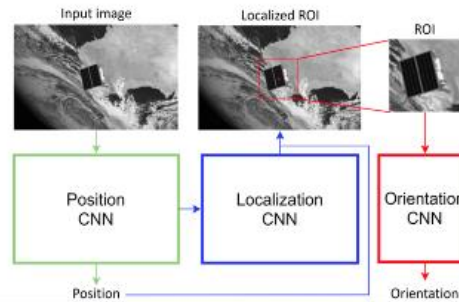 Input image
Localized ROI
ROI
Position
CNN
Localization
CNN
Orientation
CNN
Position
Orientation